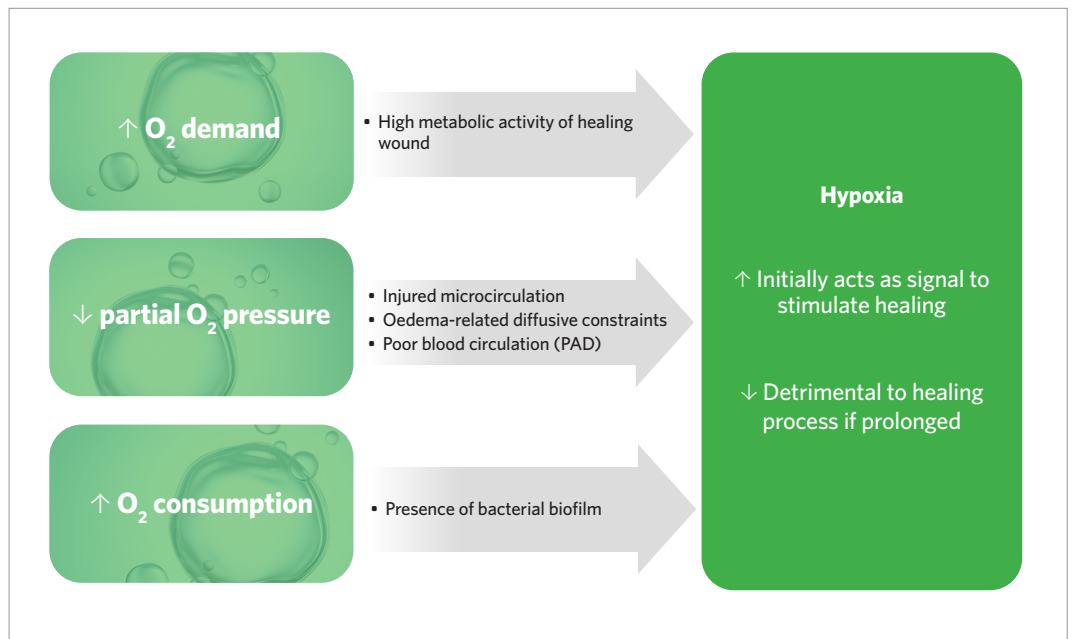 ↑ O₂ demand
• High metabolic activity of healing
wound
↓ partial O₂ pressure
• Injured microcirculation
• Oedema-related diffusive constraints
• Poor blood circulation (PAD)
↑ O₂ consumption
• Presence of bacterial biofilm
Hypoxia
↑ Initially acts as signal to
stimulate healing
↓ Detrimental to healing
process if prolonged